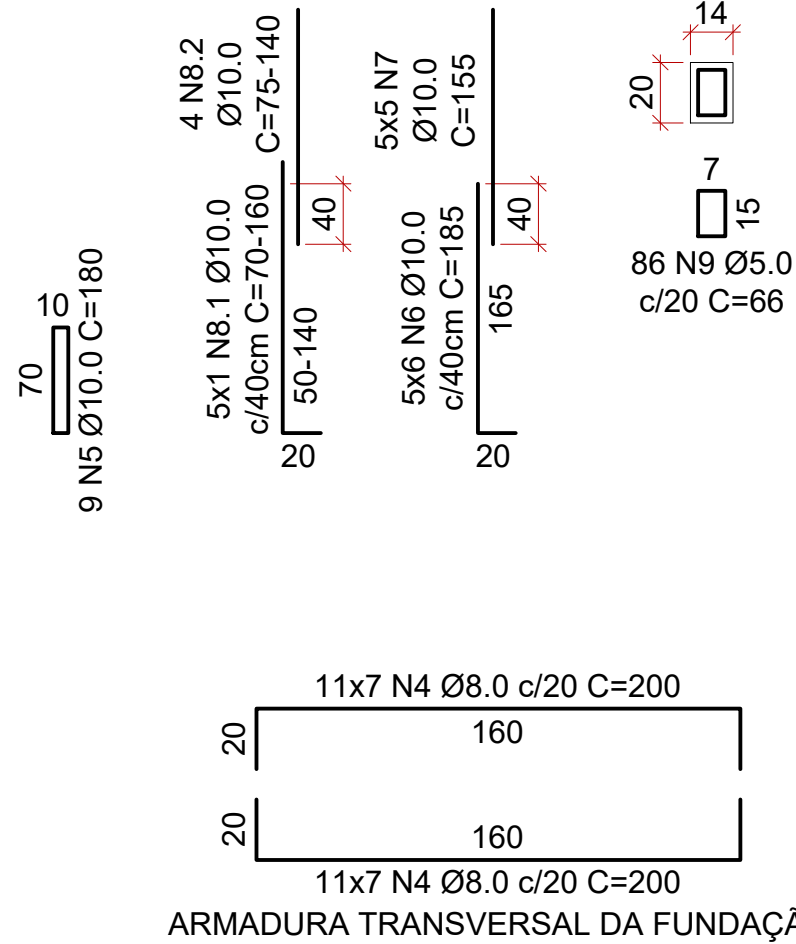 4 N8.2
Ø10.0
C=75-140
5x5 N7
Ø10.0
C=155
14
20
7
15
86 N9 Ø5.0
c/20 C=66
10
70
9 N5 Ø10.0 C=180
5x1 N8.1 Ø10.0
c/40cm C=70-160
50-140
40
20
5x6 N6 Ø10.0
c/40cm C=185
165
40
20
11x7 N4 Ø8.0 c/20 C=200
20
160
20
160
11x7 N4 Ø8.0 c/20 C=200
ARMADURA TRANSVERSAL DA